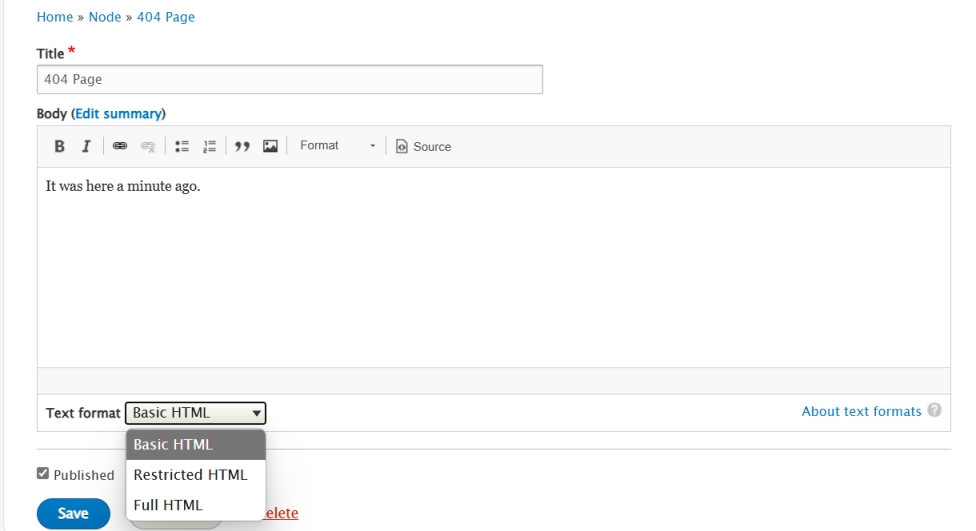 Home » Node » 404 Page
Title *
404 Page
Body (Edit summary)
B I Format Source
It was here a minute ago.
Text format Basic HTML About text formats ?
Basic HTML
Published Restricted HTML
Full HTML
Save elete